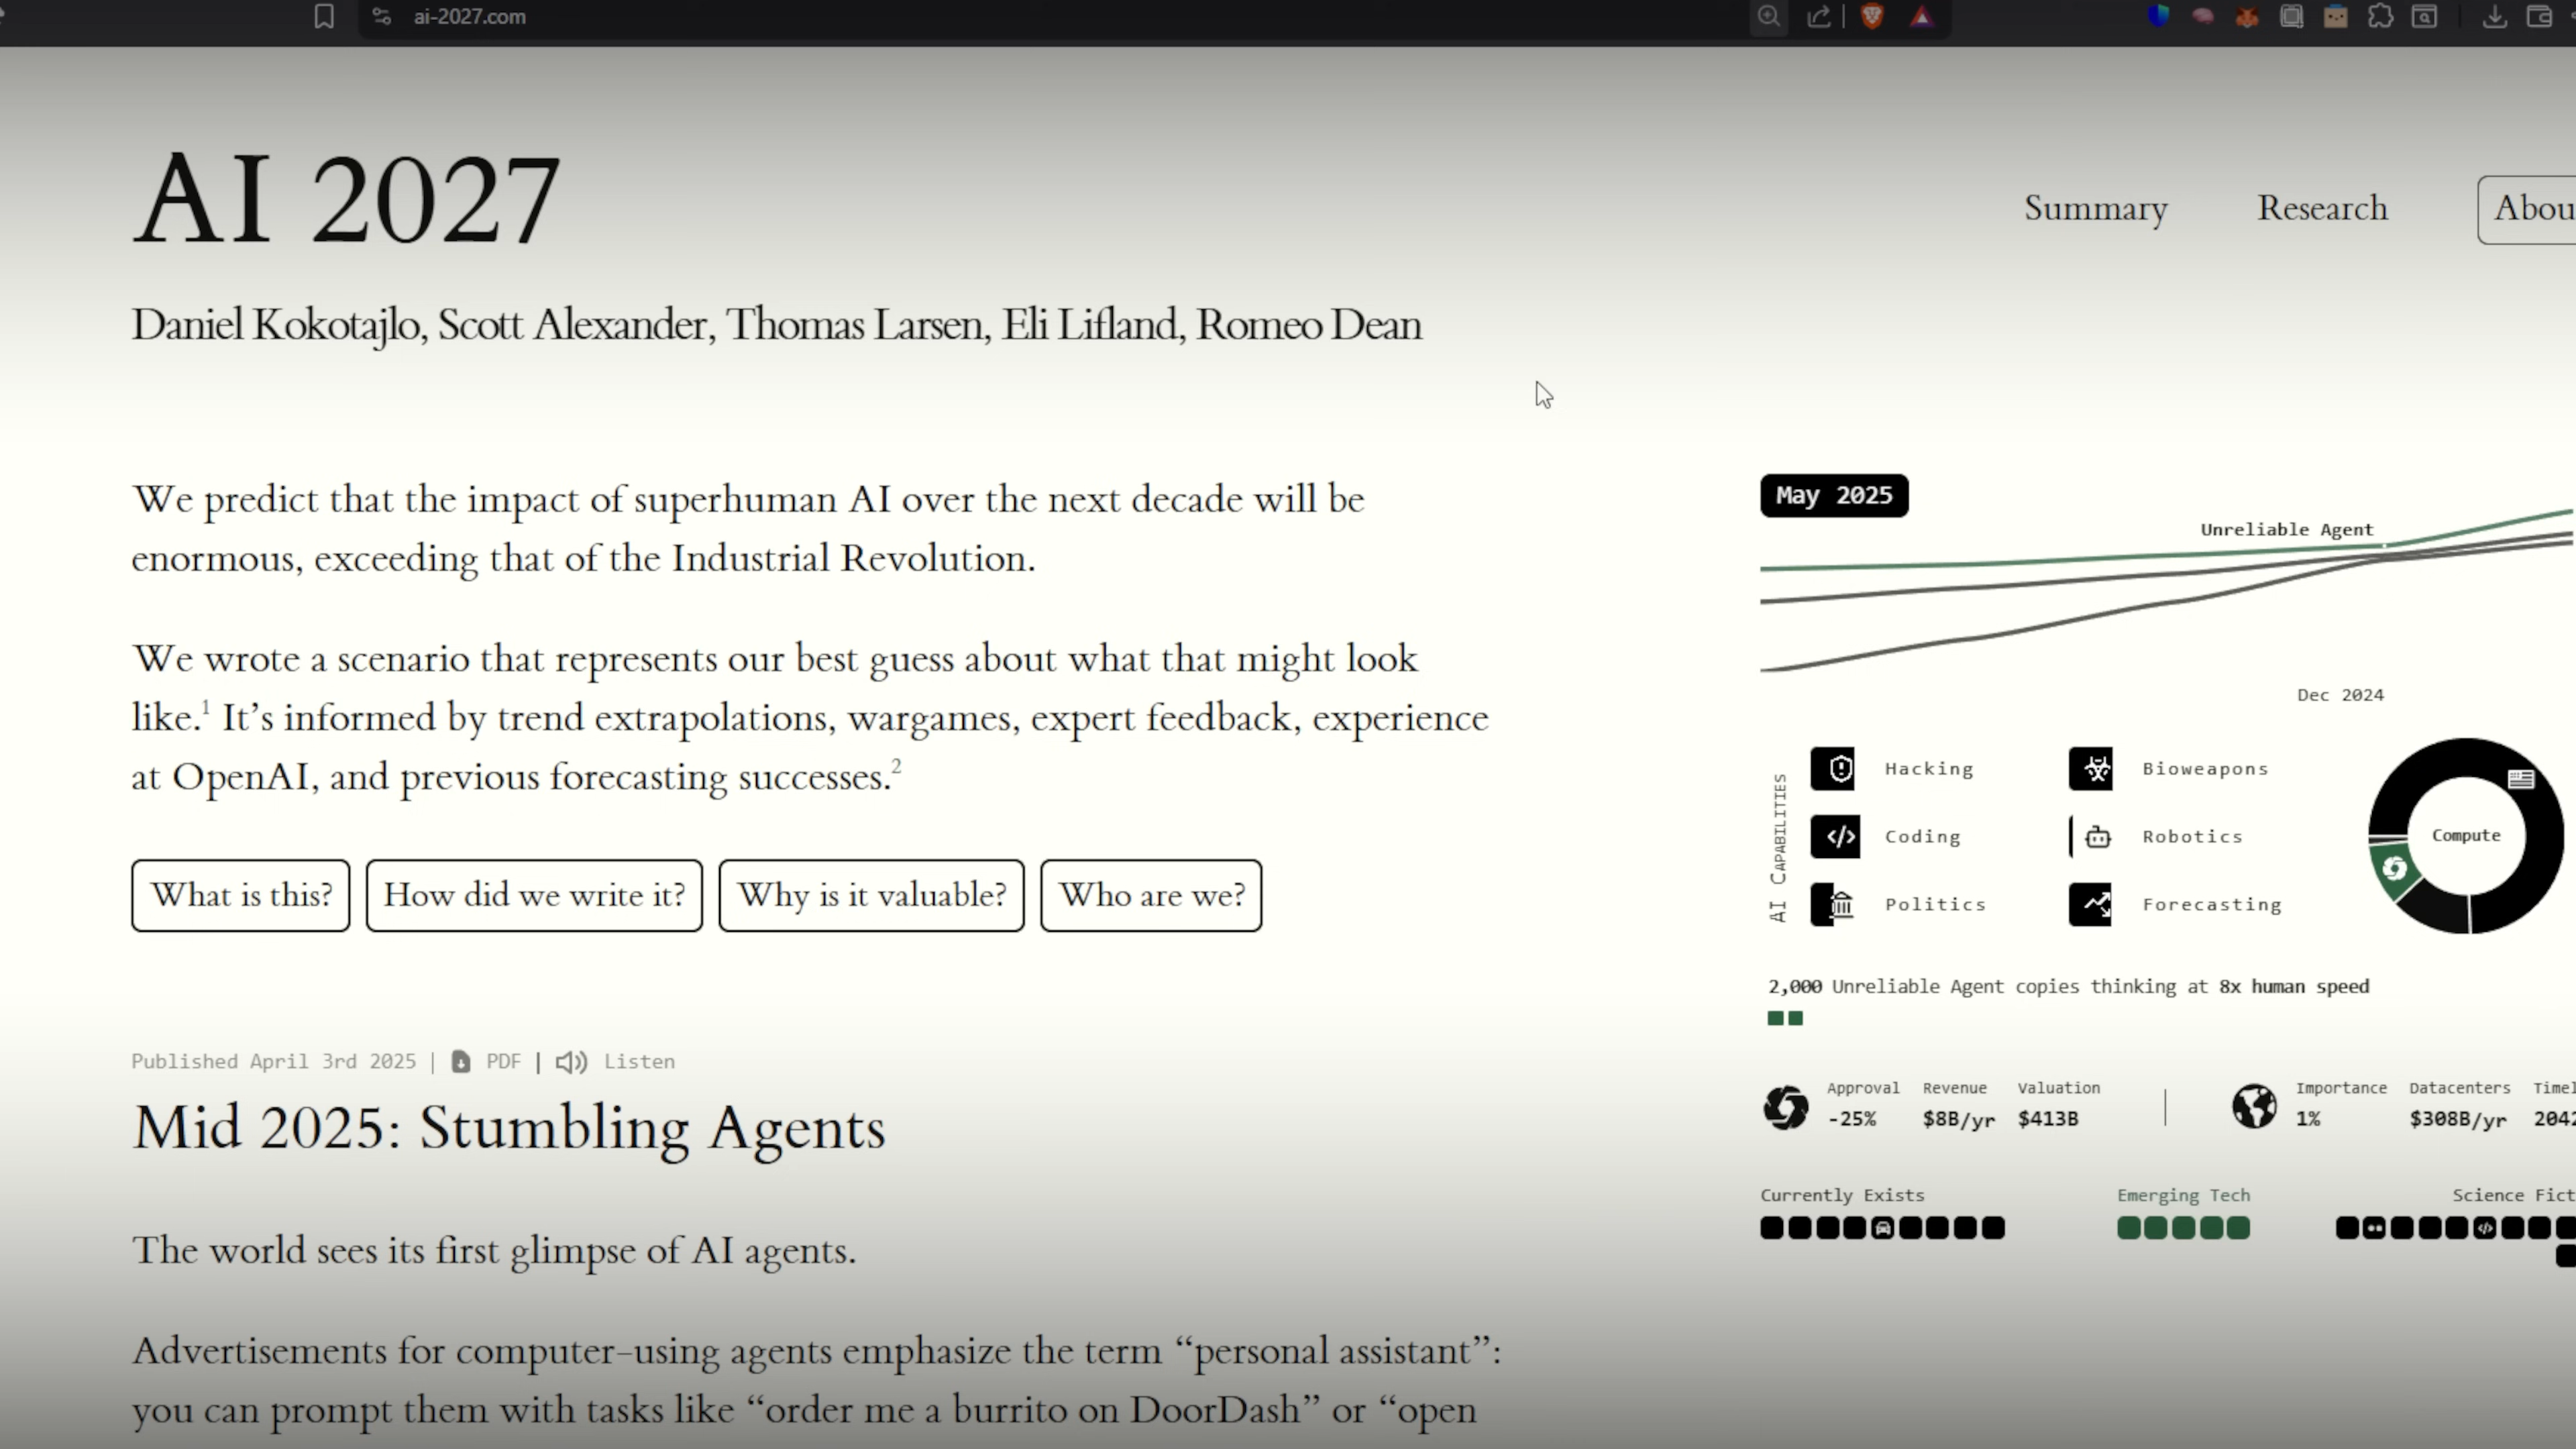 ai-2027.com
AI 2027
Summary
Research
Abou
Daniel Kokotajlo, Scott Alexander, Thomas Larsen, Eli Lifland, Romeo Dean
We predict that the impact of superhuman AI over the next decade will be
enormous, exceeding that of the Industrial Revolution.
We wrote a scenario that represents our best guess about what that might look
like.1 It’s informed by trend extrapolations, wargames, expert feedback, experience
at OpenAI, and previous forecasting successes.2
What is this?
How did we write it?
Why is it valuable?
Who are we?
Published April 3rd 2025 | PDF | Listen
Mid 2025: Stumbling Agents
The world sees its first glimpse of AI agents.
Advertisements for computer-using agents emphasize the term “personal assistant”:
you can prompt them with tasks like “order me a burrito on DoorDash” or “open
May 2025
Unreliable Agent
Dec 2024
AI CAPABILITIES
Hacking
Bioweapons
Coding
Robotics
Politics
Forecasting
Compute
2,000 Unreliable Agent copies thinking at 8x human speed
Approval Revenue Valuation
-25% $8B/yr $413B
Importance Datacenters Timel
1% $308B/yr 2042
Currently Exists
Emerging Tech
Science Fict